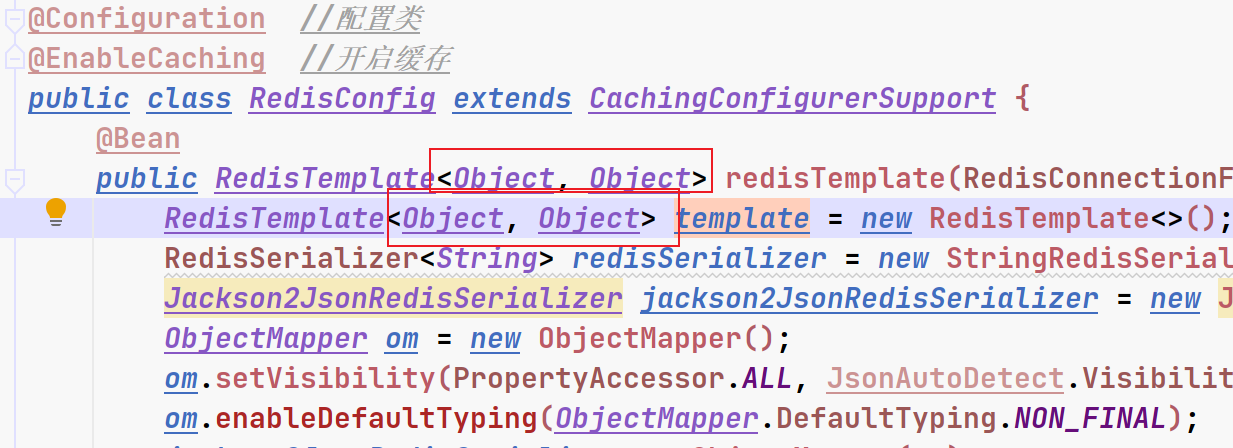 @Configuration //配置类
@EnableCaching //开启缓存
public class RedisConfig extends CachingConfigurerSupport {
@Bean
public RedisTemplate<Object, Object> redisTemplate(RedisConnectionF
RedisTemplate<Object, Object> template = new RedisTemplate<>();
RedisSerializer<String> redisSerializer = new StringRedisSerial
Jackson2JsonRedisSerializer jackson2JsonRedisSerializer = new J
ObjectMapper om = new ObjectMapper();
om.setVisibility(PropertyAccessor.ALL, JsonAutoDetect.Visibilit
om.enableDefaultTyping(ObjectMapper.DefaultTyping.NON_FINAL);